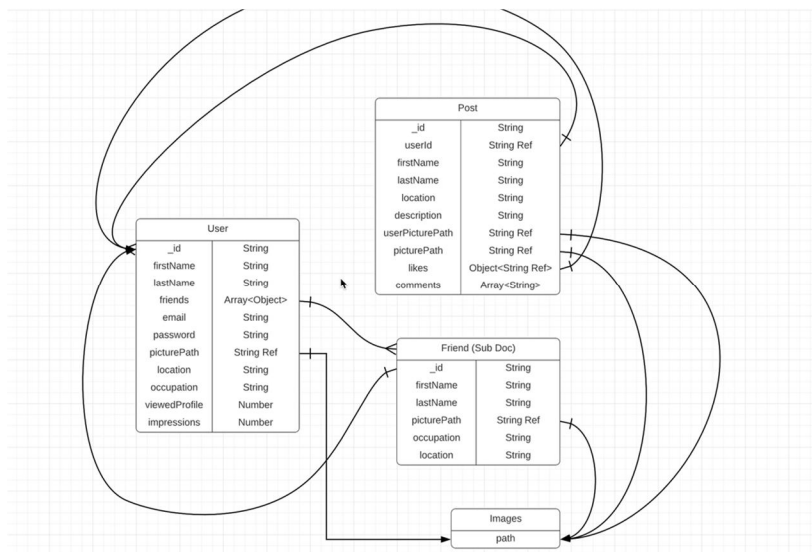 Post
_id String
userId String Ref
firstName String
lastName String
location String
description String
userPicturePath String Ref
picturePath String Ref
likes Object<String Ref>
comments Array<String>
User
_id String
firstName String
lastName String
friends Array<Object>
email String
password String
picturePath String Ref
location String
occupation String
viewedProfile Number
impressions Number
Friend (Sub Doc)
_id String
firstName String
lastName String
picturePath String Ref
occupation String
location String
Images
path